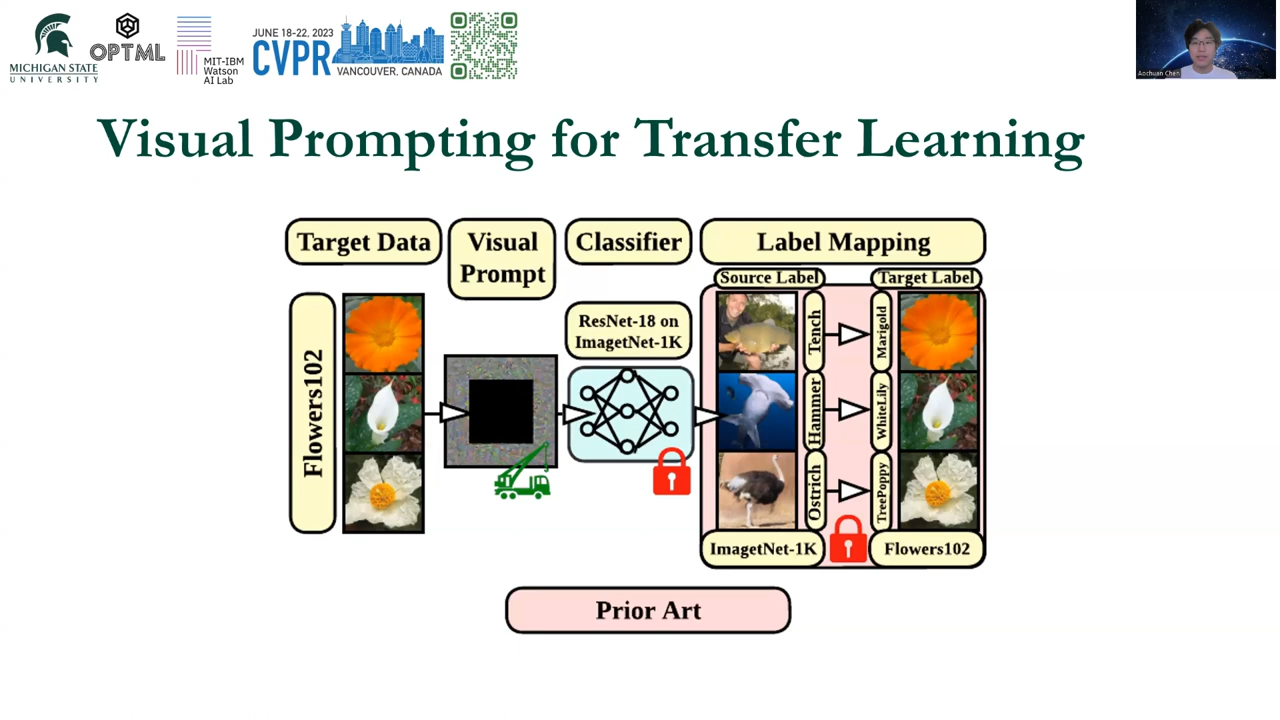 MICHIGAN STATE
UNIVERSITY
OPTML
MIT-IBM
Watson
AI Lab
JUNE 18-22, 2023
CVPR
VANCOUVER, CANADA
Aochuan Chen
Visual Prompting for Transfer Learning
Target Data
Visual
Prompt
Classifier
Label Mapping
Source Label
Target Label
Flowers102
ResNet-18 on
ImagetNet-1K
Tench
Marigold
Hammer
WhiteLily
Ostrich
TreePoppy
ImagetNet-1K
Flowers102
Prior Art